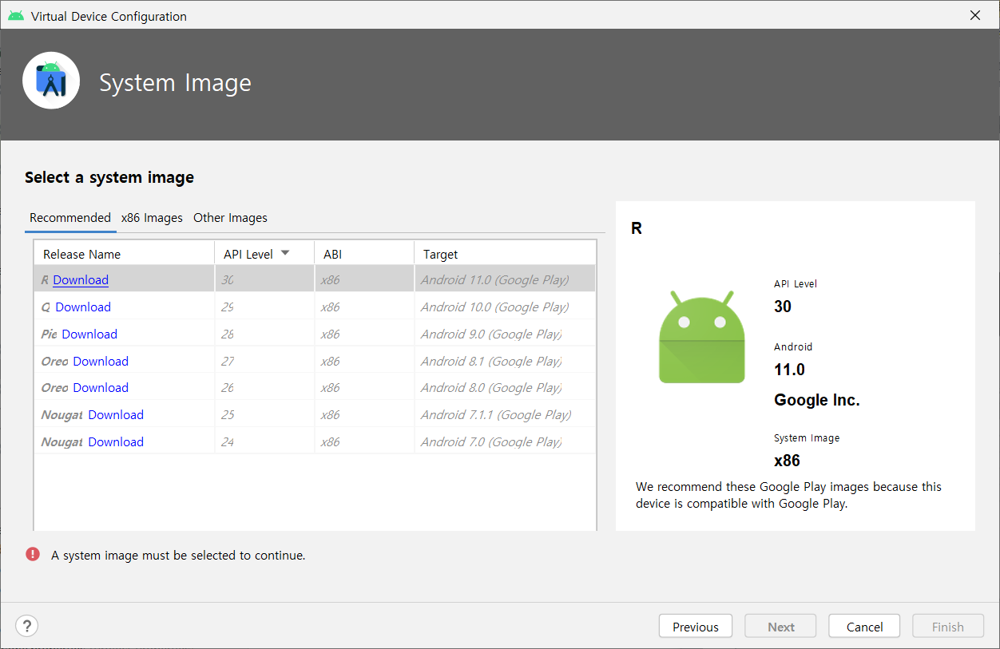 Virtual Device Configuration
System Image
Select a system image
Recommended x86 Images Other Images
Release Name API Level ABI Target
R Download 30 x86 Android 11.0 (Google Play)
Q Download 29 x86 Android 10.0 (Google Play)
Pie Download 28 x86 Android 9.0 (Google Play)
Oreo Download 27 x86 Android 8.1 (Google Play)
Oreo Download 26 x86 Android 8.0 (Google Play)
Nougat Download 25 x86 Android 7.1.1 (Google Play)
Nougat Download 24 x86 Android 7.0 (Google Play)
R
API Level
30
Android
11.0
Google Inc.
System Image
x86
We recommend these Google Play images because this
device is compatible with Google Play.
A system image must be selected to continue.
? Previous Next Cancel Finish